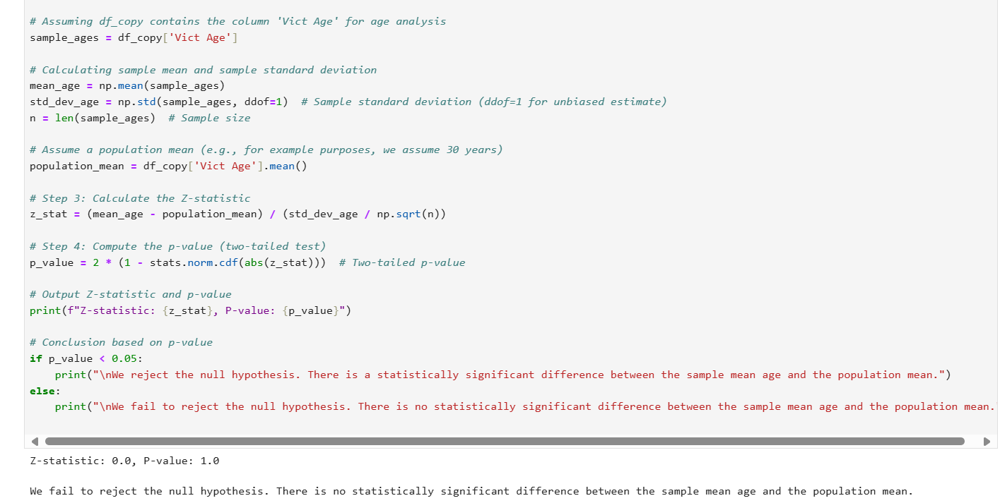 # Assuming df_copy contains the column 'Vict Age' for age analysis
sample_ages = df_copy['Vict Age']
# Calculating sample mean and sample standard deviation
mean_age = np.mean(sample_ages)
std_dev_age = np.std(sample_ages, ddof=1)  # Sample standard deviation (ddof=1 for unbiased estimate)
n = len(sample_ages)  # Sample size
# Assume a population mean (e.g., for example purposes, we assume 30 years)
population_mean = df_copy['Vict Age'].mean()
# Step 3: Calculate the Z-statistic
z_stat = (mean_age - population_mean) / (std_dev_age / np.sqrt(n))
# Step 4: Compute the p-value (two-tailed test)
p_value = 2 * (1 - stats.norm.cdf(abs(z_stat)))  # Two-tailed p-value
# Output Z-statistic and p-value
print(f"Z-statistic: {z_stat}, P-value: {p_value}")
# Conclusion based on p-value
if p_value < 0.05:
    print("\nWe reject the null hypothesis. There is a statistically significant difference between the sample mean age and the population mean.")
else:
    print("\nWe fail to reject the null hypothesis. There is no statistically significant difference between the sample mean age and the population mean.
Z-statistic: 0.0, P-value: 1.0
We fail to reject the null hypothesis. There is no statistically significant difference between the sample mean age and the population mean.